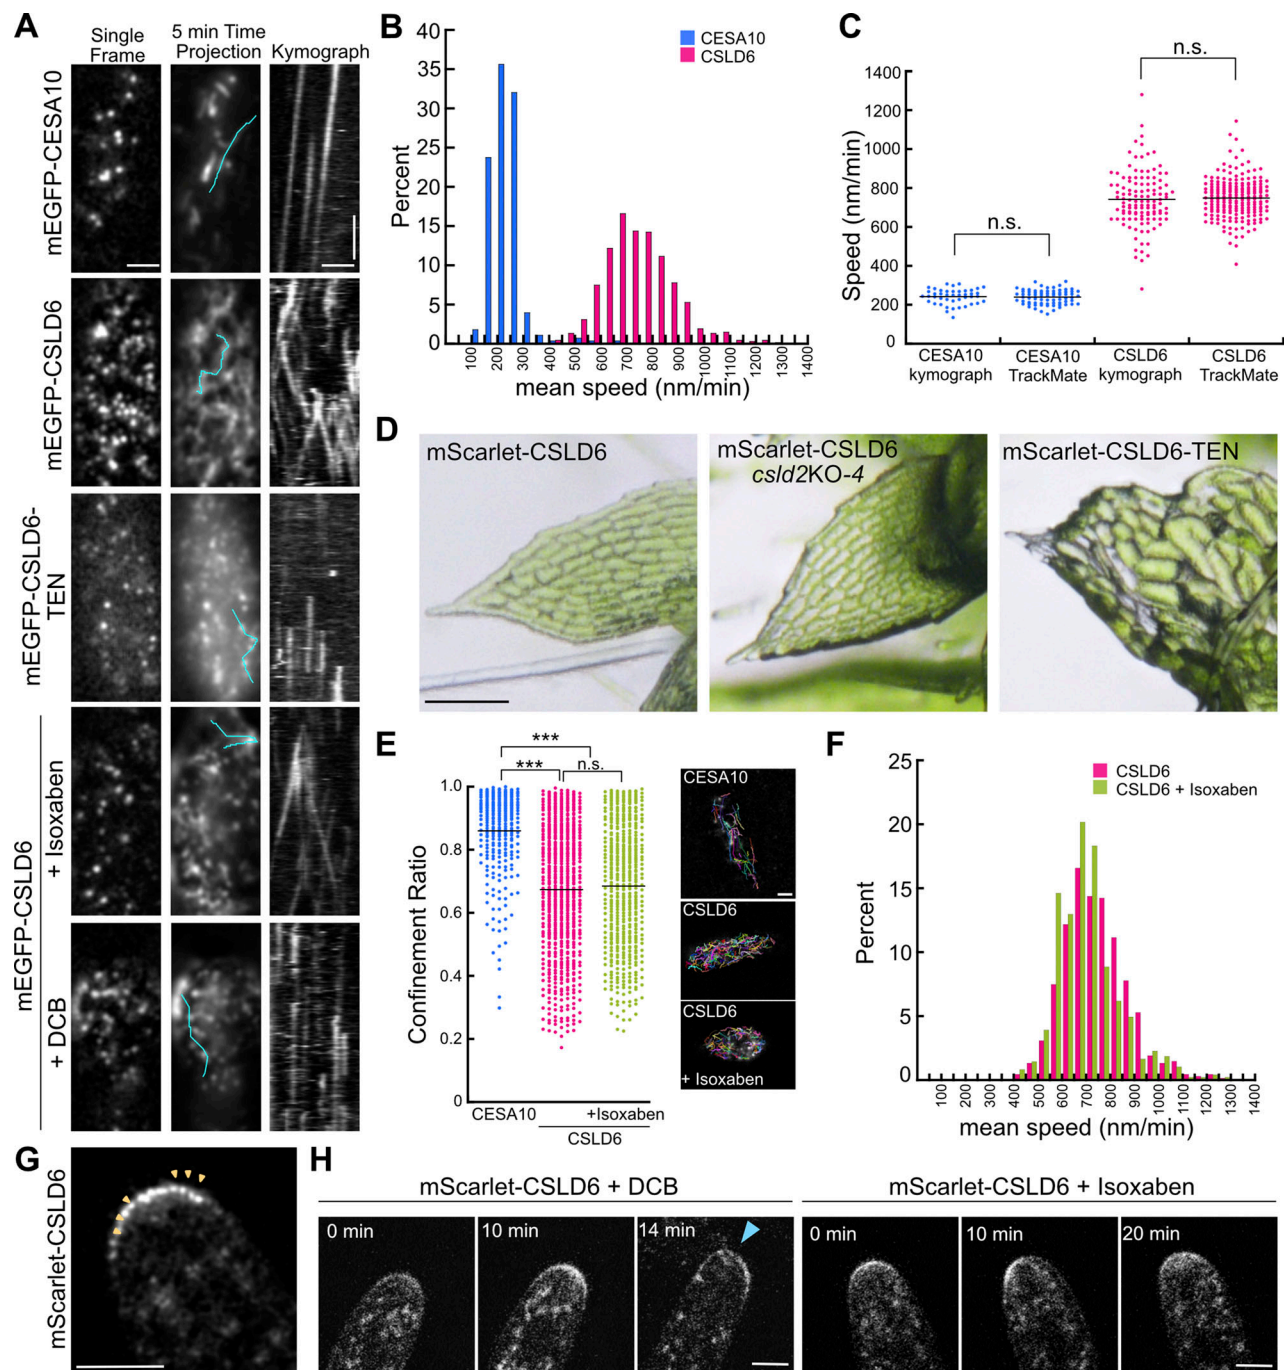 A
Single
Frame
5 min Time
Projection
Kymograph
mEGFP-CESA10
mEGFP-CSLD6
mEGFP-CSLD6-
TEN
mEGFP-CSLD6
+ Isoxaben
+ DCB
B
CESA10
CSLD6
Percent
40
35
30
25
20
15
10
5
0
100
200
300
400
500
600
700
800
900
1000
1100
1200
1300
1400
mean speed (nm/min)
C
n.s.
n.s.
Speed (nm/min)
1400
1200
1000
800
600
400
200
0
CESA10
kymograph
CESA10
TrackMate
CSLD6
kymograph
CSLD6
TrackMate
D
mScarlet-CSLD6
mScarlet-CSLD6
csld2KO-4
mScarlet-CSLD6-TEN
E
***
***
n.s.
Confinement Ratio
1.0
0.8
0.6
0.4
0.2
0
CESA10
+Isoxaben
CSLD6
CESA10
CSLD6
CSLD6
+ Isoxaben
F
CSLD6
CSLD6 + Isoxaben
Percent
25
20
15
10
5
0
100
200
300
400
500
600
700
800
900
1000
1100
1200
1300
1400
mean speed (nm/min)
G
mScarlet-CSLD6
H
mScarlet-CSLD6 + DCB
0 min
10 min
14 min
mScarlet-CSLD6 + Isoxaben
0 min
10 min
20 min